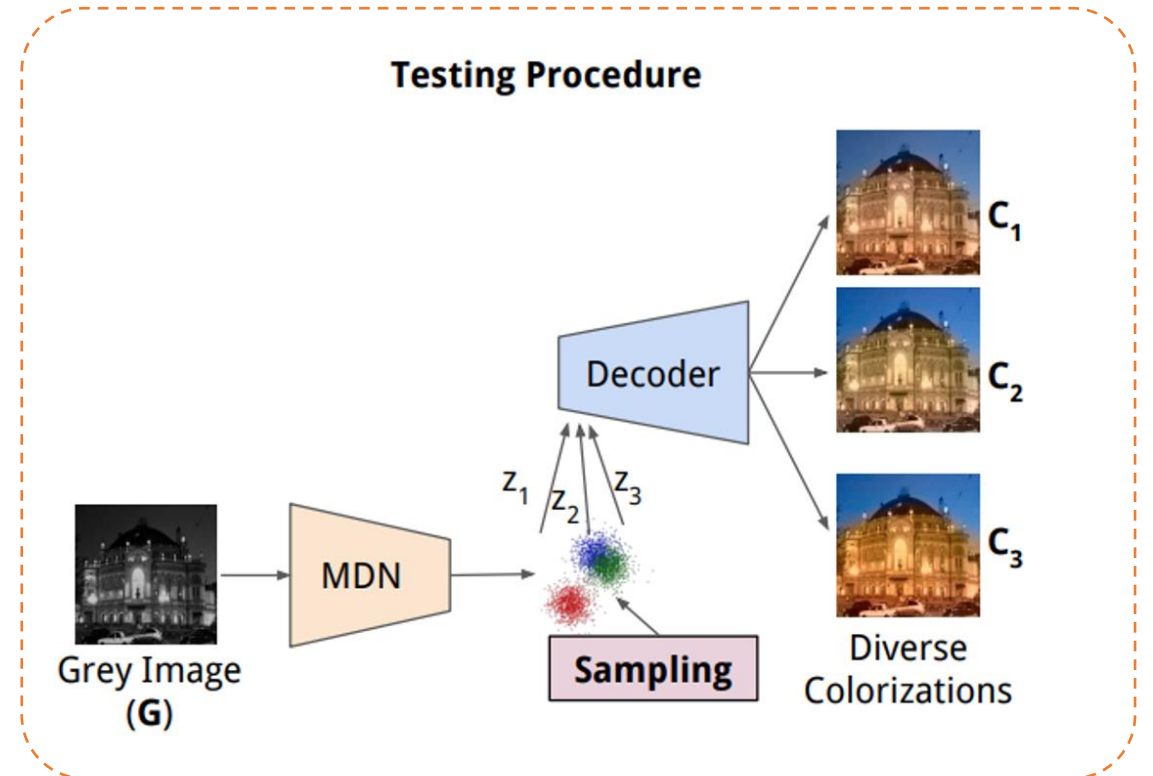 Testing Procedure
C1
Decoder
C2
z1
z2
z3
MDN
C3
Sampling
Grey Image
(G)
Diverse
Colorizations